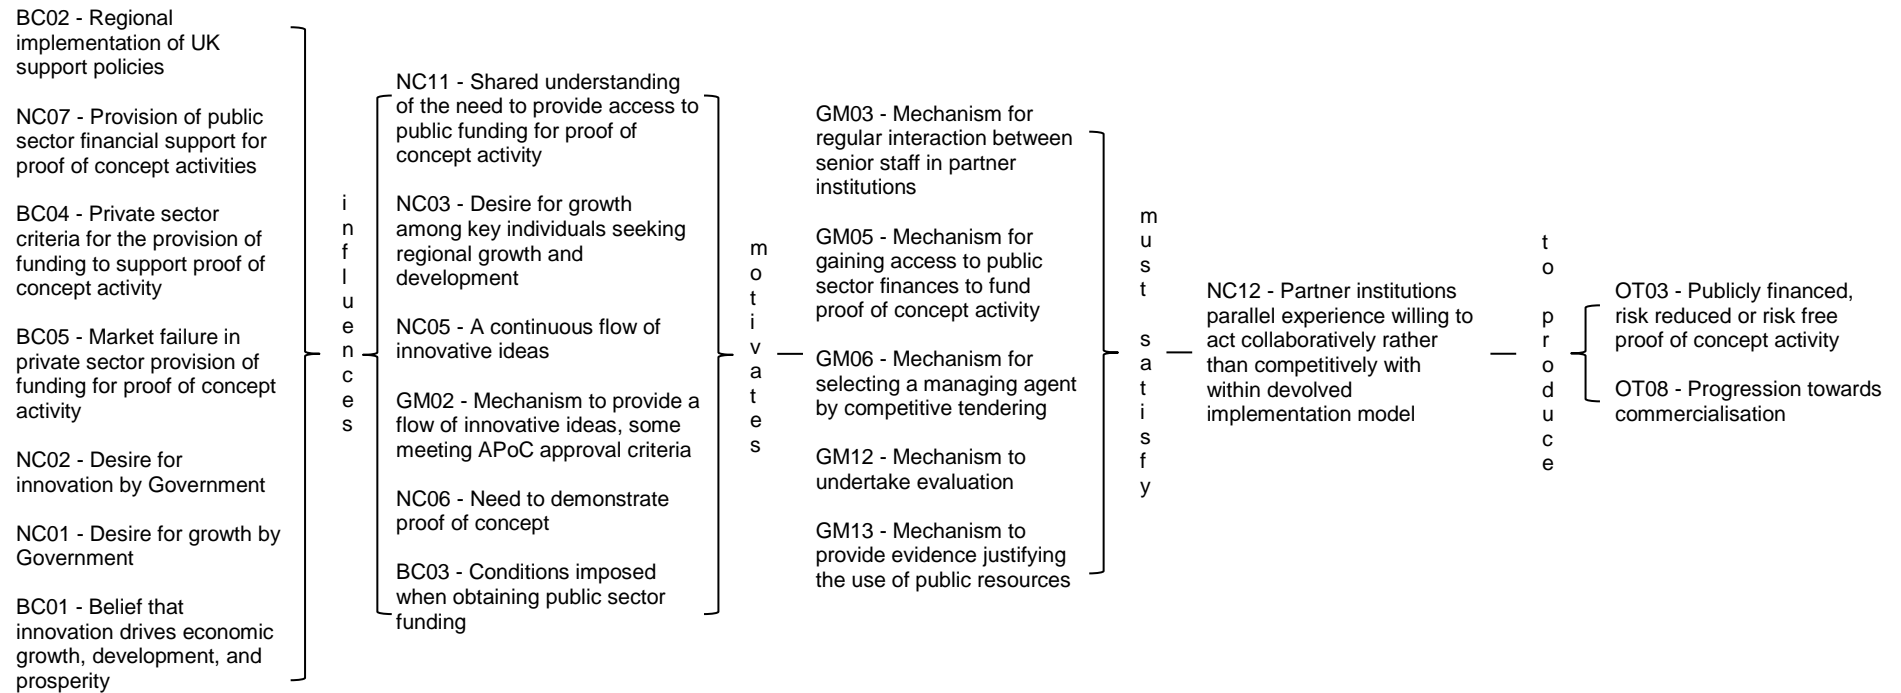 BC02 - Regional
implementation of UK
support policies
NC07 - Provision of public
sector financial support for
proof of concept activities
BC04 - Private sector
criteria for the provision of
funding to support proof of
concept activity
BC05 - Market failure in
private sector provision of
funding for proof of concept
activity
NC02 - Desire for
innovation by Government
NC01 - Desire for growth by
Government
BC01 - Belief that
innovation drives economic
growth, development, and
prosperity
influences
NC11 - Shared understanding
of the need to provide access to
public funding for proof of
concept activity
NC03 - Desire for growth
among key individuals seeking
regional growth and
development
NC05 - A continuous flow of
innovative ideas
GM02 - Mechanism to provide a
flow of innovative ideas, some
meeting APoC approval criteria
NC06 - Need to demonstrate
proof of concept
BC03 - Conditions imposed
when obtaining public sector
funding
motivates
GM03 - Mechanism for
regular interaction between
senior staff in partner
institutions
GM05 - Mechanism for
gaining access to public
sector finances to fund
proof of concept activity
GM06 - Mechanism for
selecting a managing agent
by competitive tendering
GM12 - Mechanism to
undertake evaluation
GM13 - Mechanism to
provide evidence justifying
the use of public resources
must satisfy
NC12 - Partner institutions
parallel experience willing to
act collaboratively rather
than competitively with
within devolved
implementation model
to produce
OT03 - Publicly financed,
risk reduced or risk free
proof of concept activity
OT08 - Progression towards
commercialisation